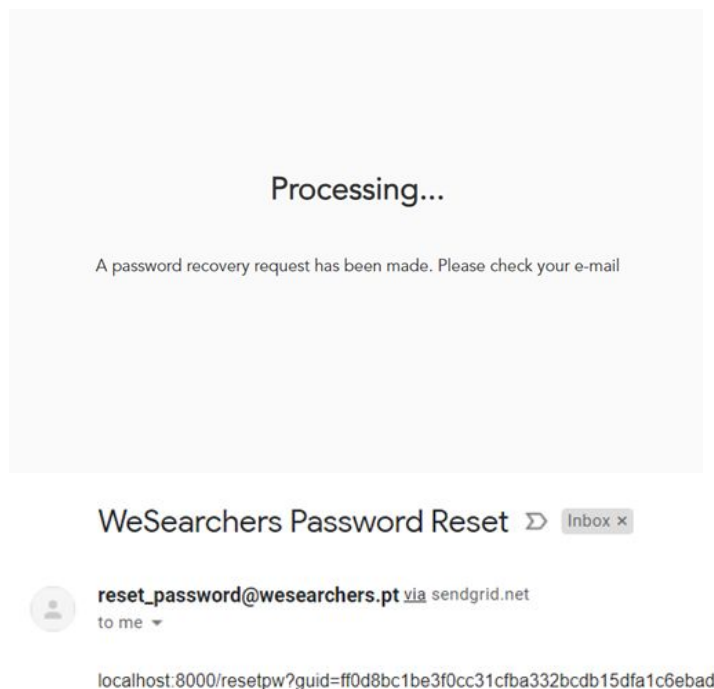 Processing...
A password recovery request has been made. Please check your e-mail
WeSearchers Password Reset Inbox ×
reset_password@wesearchers.pt via sendgrid.net
to me
localhost:8000/resetpw?guid=ff0d8bc1be3f0cc31cfba332bcdb15dfa1c6ebad